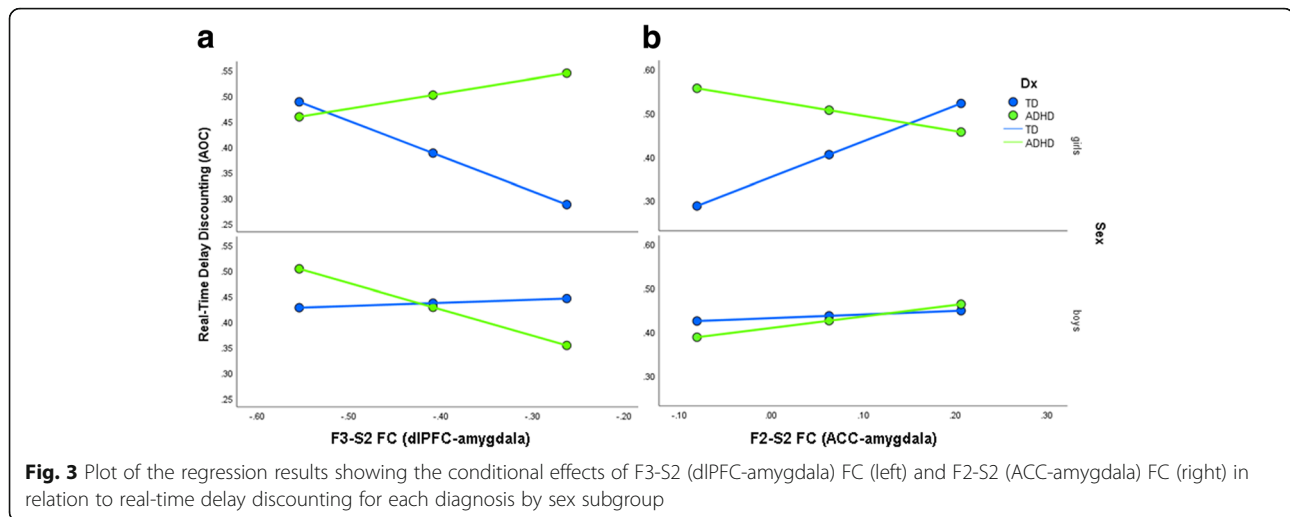 a
b
Real-Time Delay Discounting (AOC)
.55
.50
.45
.40
.35
.30
.25
.55
.50
.45
.40
.35
.30
.25
-.60
-.50
-.40
-.30
-.20
F3-S2 FC (dlPFC-amygdala)
.60
.50
.40
.30
.60
.50
.40
.30
-.10
.00
.10
.20
.30
F2-S2 FC (ACC-amygdala)
Dx
TD
ADHD
TD
ADHD
girls
Sex
boys
Fig. 3 Plot of the regression results showing the conditional effects of F3-S2 (dlPFC-amygdala) FC (left) and F2-S2 (ACC-amygdala) FC (right) in
relation to real-time delay discounting for each diagnosis by sex subgroup